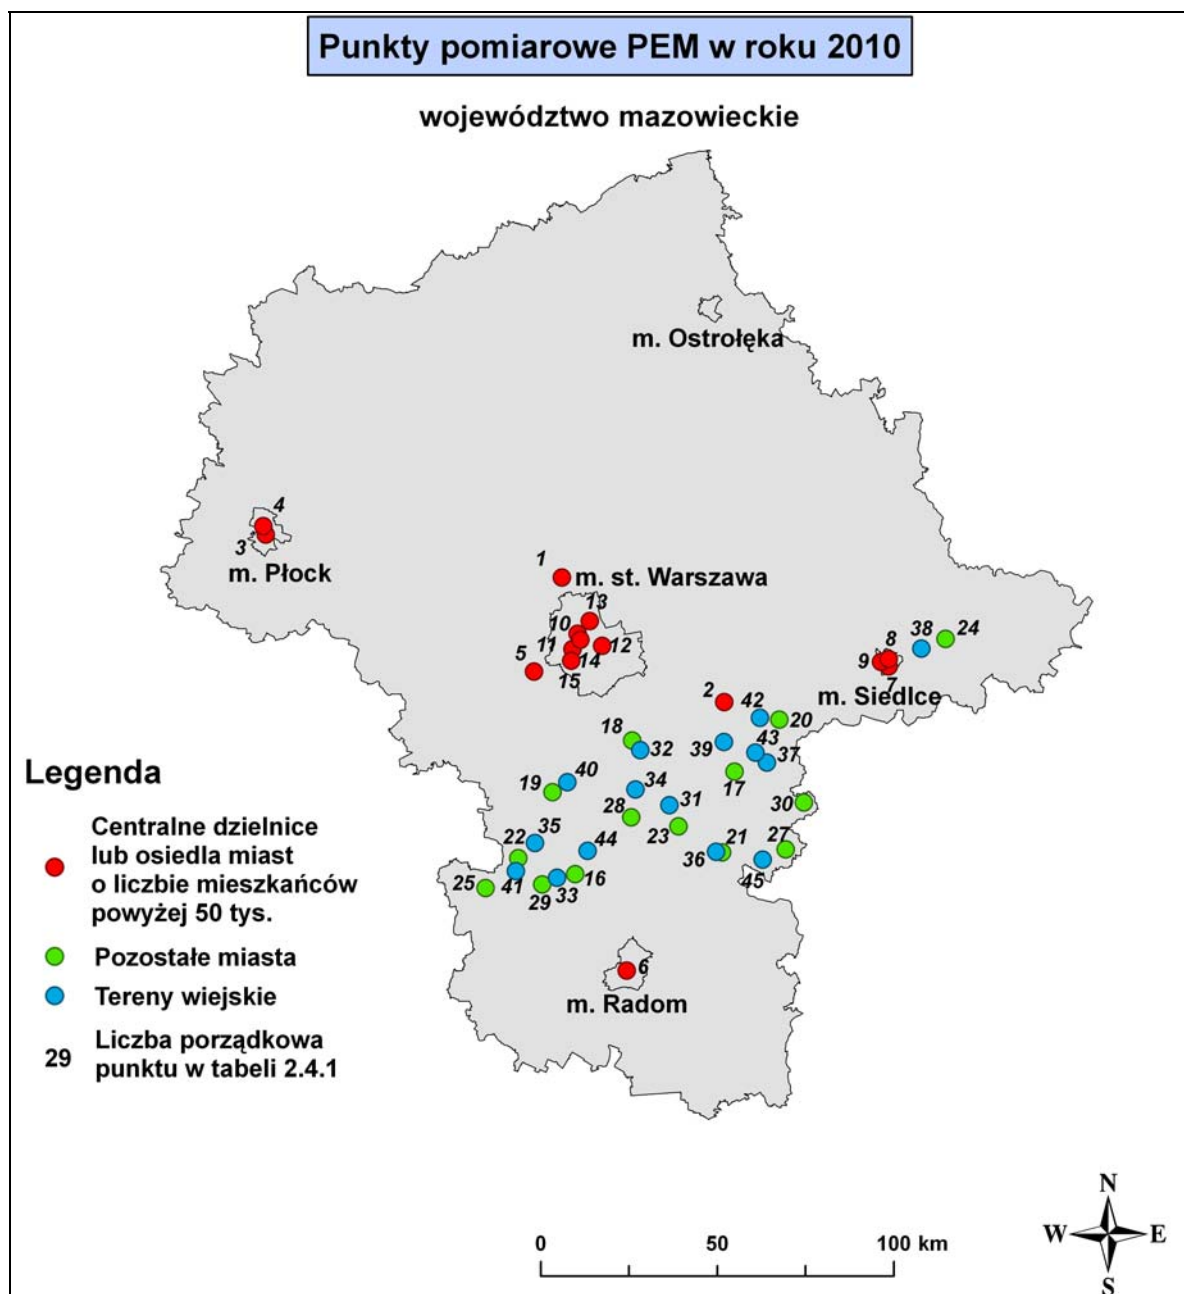 Punkty pomiarowe PEM w roku 2010
województwo mazowieckie
m. Ostrołęka
4
3
m. Płock
1
m. st. Warszawa
13
10
11
12
14
15
5
8
9
7
38
24
m. Siedlce
2
42
20
18
32
39
43
37
17
19
40
34
28
31
23
30
35
22
44
21
36
27
45
25
41
29
33
16
6
m. Radom
Legenda
Centralne dzielnice
lub osiedla miast
o liczbie mieszkańców
powyżej 50 tys.
Pozostałe miasta
Tereny wiejskie
29 Liczba porządkowa
punktu w tabeli 2.4.1
0 50 100 km
N
W E
S